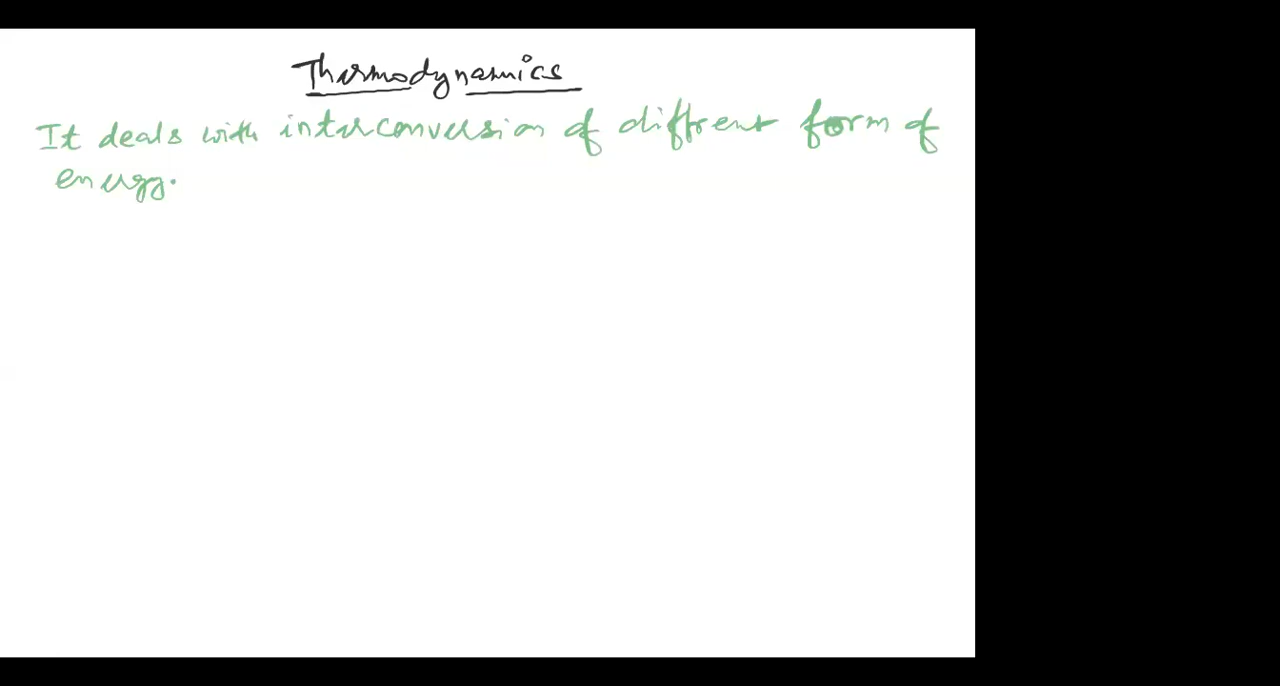 Thermodynamics
It deals with interconversion of different form of
energy.